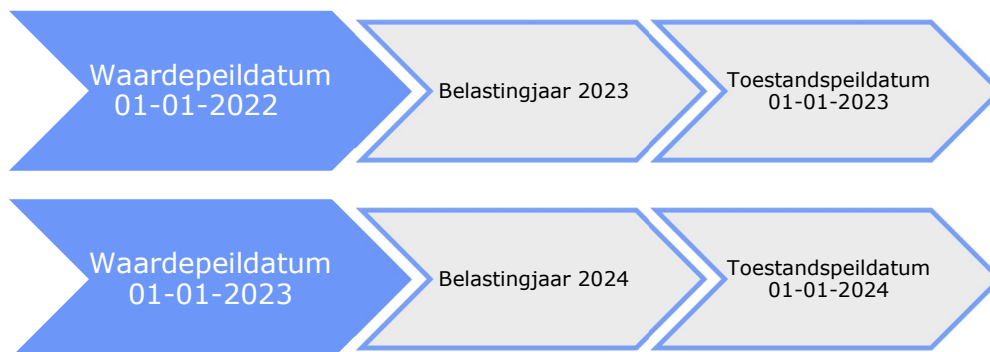 Waardepeildatum
01-01-2022
Belastingjaar 2023
Toestandspeildatum
01-01-2023
Waardepeildatum
01-01-2023
Belastingjaar 2024
Toestandspeildatum
01-01-2024